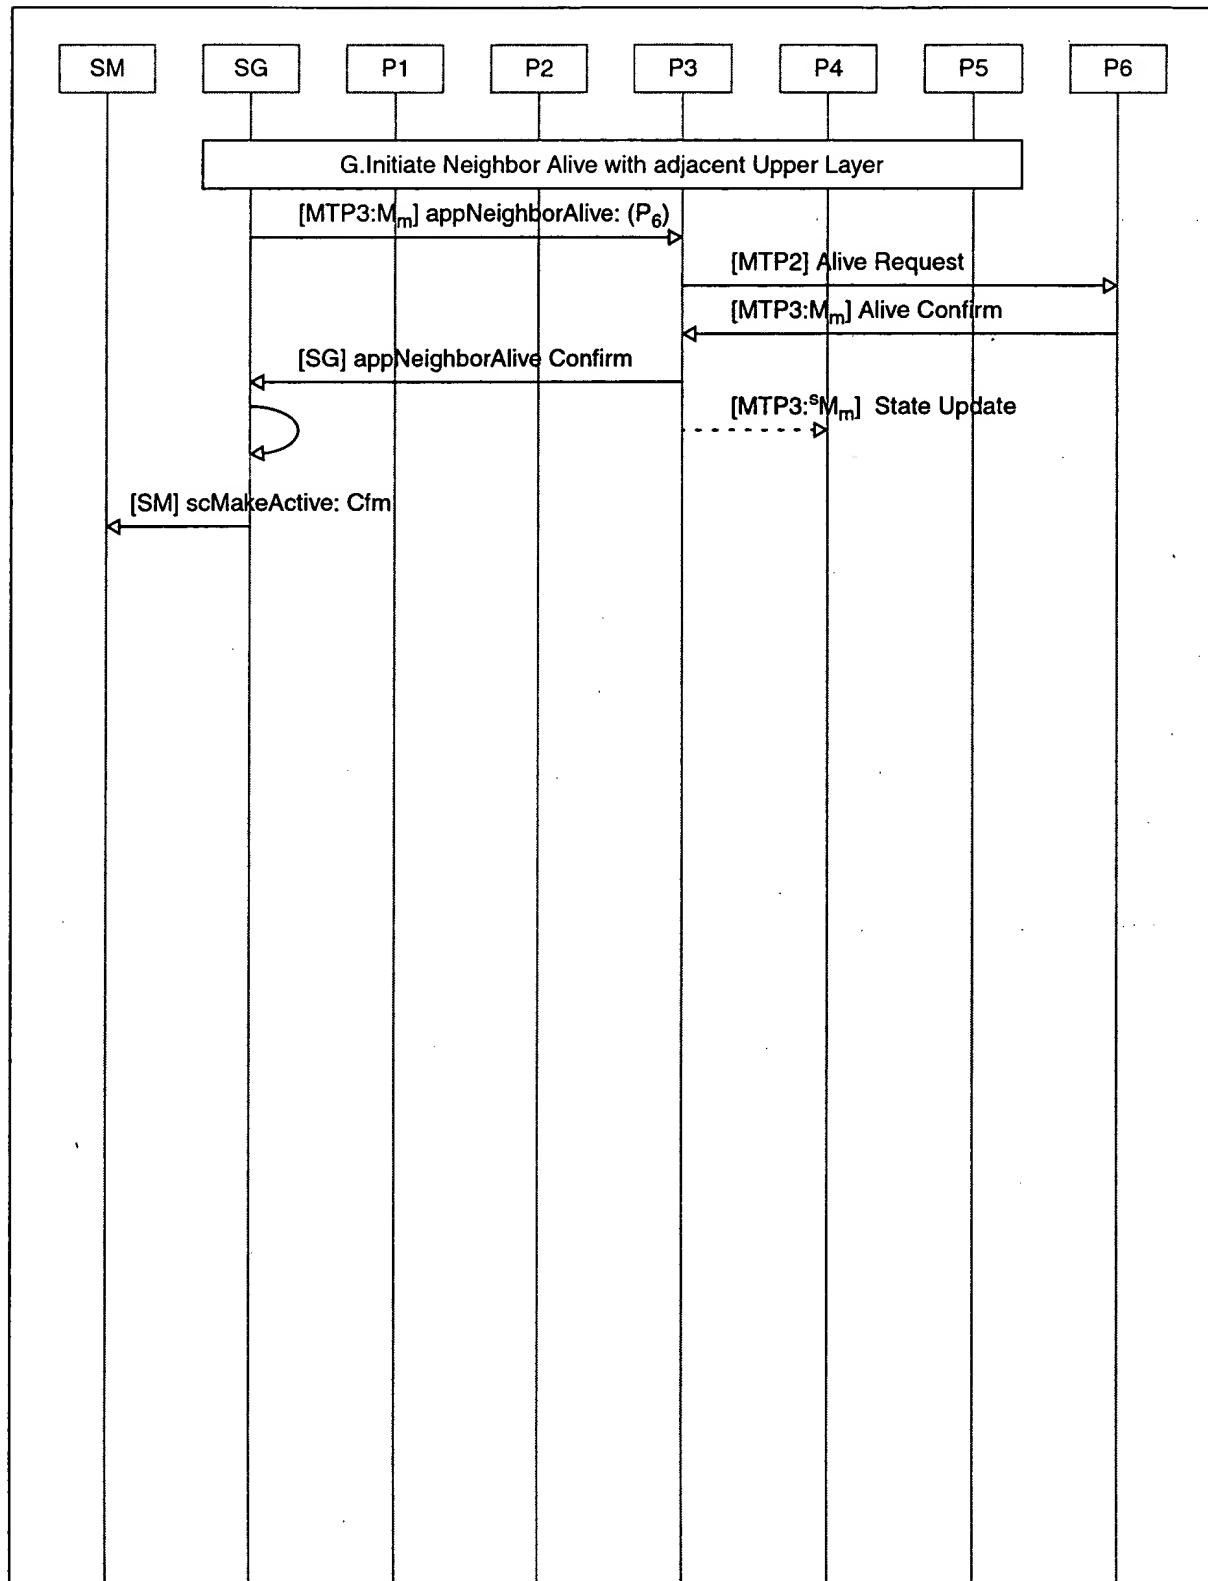 SM SG P1 P2 P3 P4 P5 P6
G.Initiate Neighbor Alive with adjacent Upper Layer
[MTP3:Mm] appNeighborAlive: (P6)
[MTP2] Alive Request
[MTP3:Mm] Alive Confirm
[SG] appNeighborAlive Confirm
[MTP3:sMm] State Update
[SM] scMakeActive: Cfm